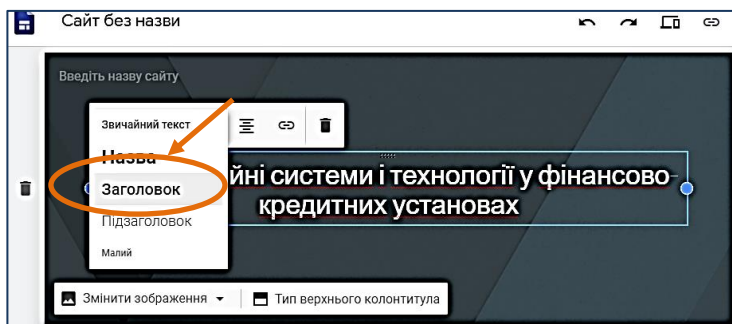 Сайт без назви
Введіть назву сайту
Звичайний текст
Назва
Заголовок
Підзаголовок
Малий
йні системи і технології у фінансово-
кредитних установах
Змінити зображення
Тип верхнього колонтитула